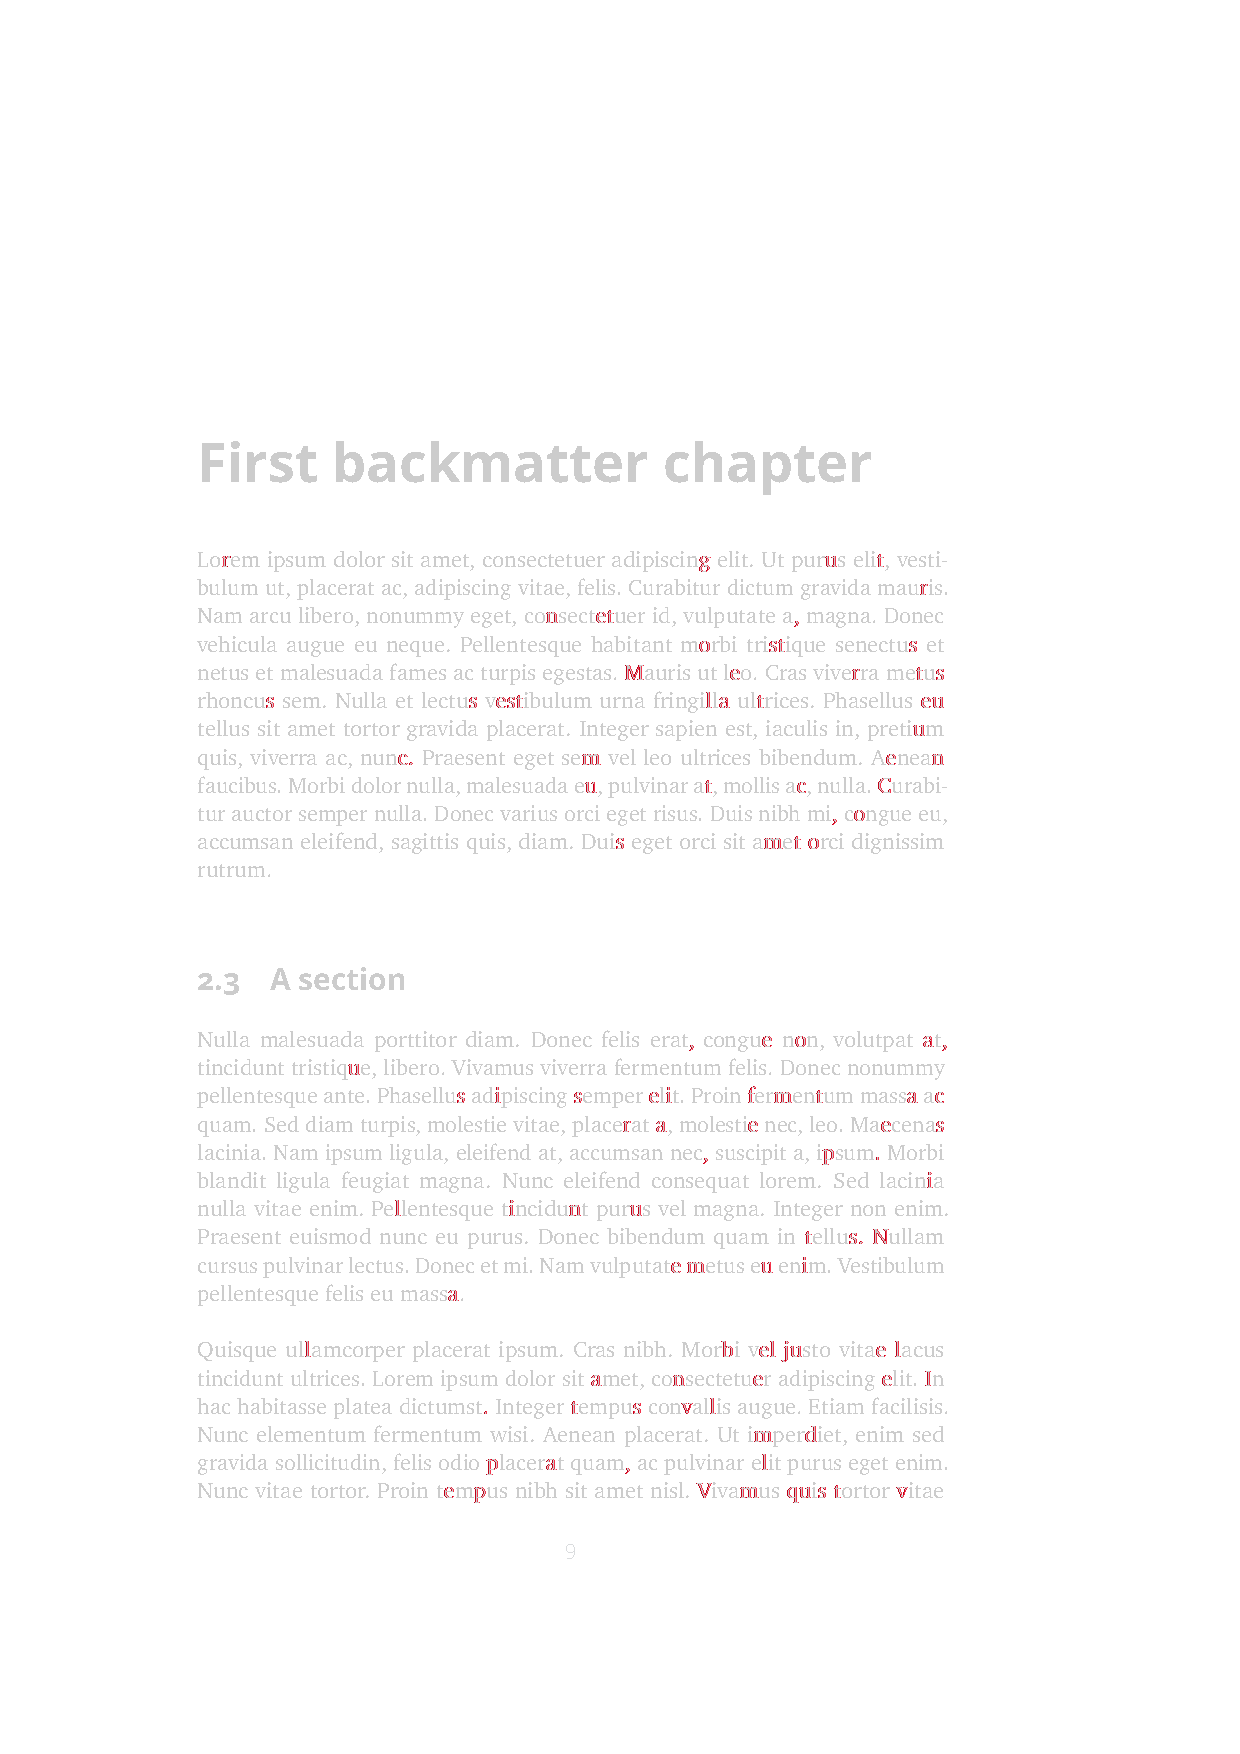 First backmatter chapter
Lorem ipsum dolor sit amet, consectetuer adipiscing elit. Ut purus elit, vesti-
bulum ut, placerat ac, adipiscing vitae, felis. Curabitur dictum gravida mauris.
Nam arcu libero, nonummy eget, consectetuer id, vulputate a, magna. Donec
vehicula augue eu neque. Pellentesque habitant morbi tristique senectus et
netus et malesuada fames ac turpis egestas. Mauris ut leo. Cras viverra metus
rhoncus sem. Nulla et lectus vestibulum urna fringilla ultrices. Phasellus eu
tellus sit amet tortor gravida placerat. Integer sapien est, iaculis in, pretium
quis, viverra ac, nunc. Praesent eget sem vel leo ultrices bibendum. Aenean
faucibus. Morbi dolor nulla, malesuada eu, pulvinar at, mollis ac, nulla. Curabi-
tur auctor semper nulla. Donec varius orci eget risus. Duis nibh mi, congue eu,
accumsan eleifend, sagittis quis, diam. Duis eget orci sit amet orci dignissim
rutrum.
2.3 A section
Nulla malesuada porttitor diam. Donec felis erat, congue non, volutpat at,
tincidunt tristique, libero. Vivamus viverra fermentum felis. Donec nonummy
pellentesque ante. Phasellus adipiscing semper elit. Proin fermentum massa ac
quam. Sed diam turpis, molestie vitae, placerat a, molestie nec, leo. Maecenas
lacinia. Nam ipsum ligula, eleifend at, accumsan nec, suscipit a, ipsum. Morbi
blandit ligula feugiat magna. Nunc eleifend consequat lorem. Sed lacinia
nulla vitae enim. Pellentesque tincidunt purus vel magna. Integer non enim.
Praesent euismod nunc eu purus. Donec bibendum quam in tellus. Nullam
cursus pulvinar lectus. Donec et mi. Nam vulputate metus eu enim. Vestibulum
pellentesque felis eu massa.
Quisque ullamcorper placerat ipsum. Cras nibh. Morbi vel justo vitae lacus
tincidunt ultrices. Lorem ipsum dolor sit amet, consectetuer adipiscing elit. In
hac habitasse platea dictumst. Integer tempus convallis augue. Etiam facilisis.
Nunc elementum fermentum wisi. Aenean placerat. Ut imperdiet, enim sed
gravida sollicitudin, felis odio placerat quam, ac pulvinar elit purus eget enim.
Nunc vitae tortor. Proin tempus nibh sit amet nisl. Vivamus quis tortor vitae
9